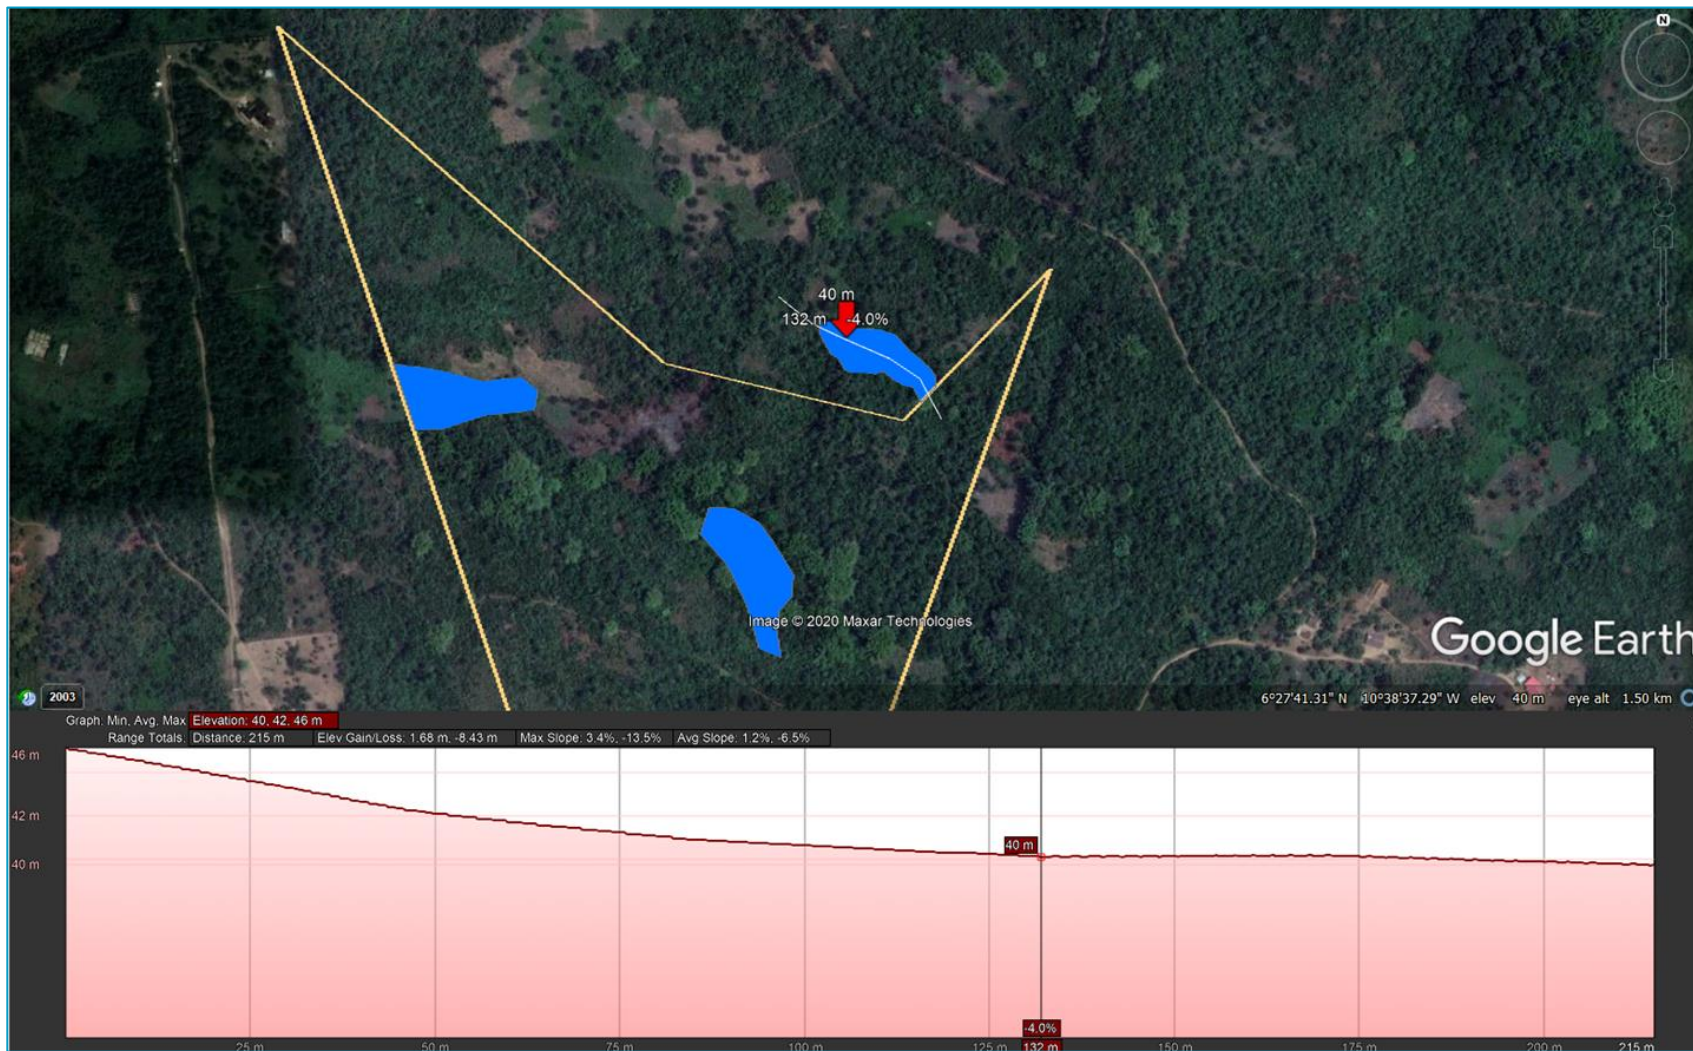 N
40 m
132 m -4.0%
Image © 2020 Maxar Technologies
Google Earth
2003
6°27'41.31" N 10°38'37.29" W elev 40 m eye alt 1.50 km
Graph: Min, Avg, Max Elevation: 40, 42, 46 m
Range Totals: Distance: 215 m Elev Gain/Loss: 1.68 m, -8.43 m Max Slope: 3.4%, -13.5% Avg Slope: 1.2%, -6.5%
46 m
42 m
40 m
40 m
-4.0%
25 m 50 m 75 m 100 m 125 m 132 m 150 m 175 m 200 m 215 m